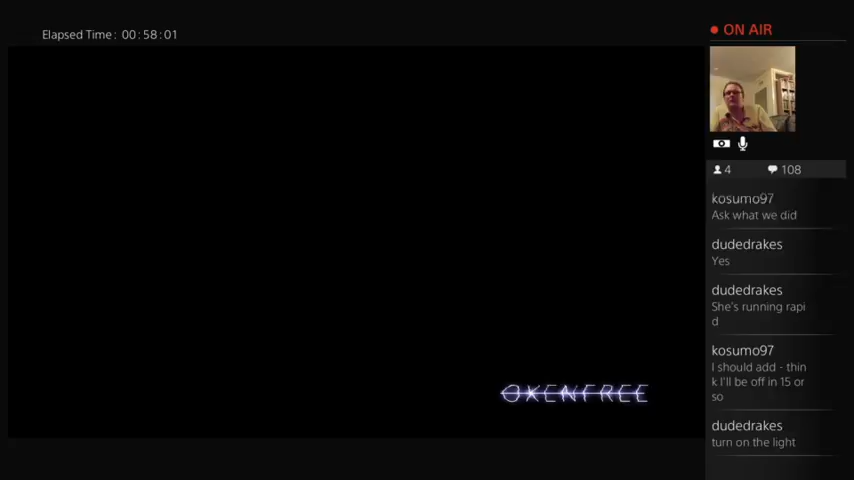 Elapsed Time: 00:58:01
ON AIR
4 108
kosumo97
Ask what we did
dudedrakes
Yes
dudedrakes
She's running rapi
d
kosumo97
I should add - thin
k I'll be off in 15 or
so
dudedrakes
turn on the light
OXENFREE